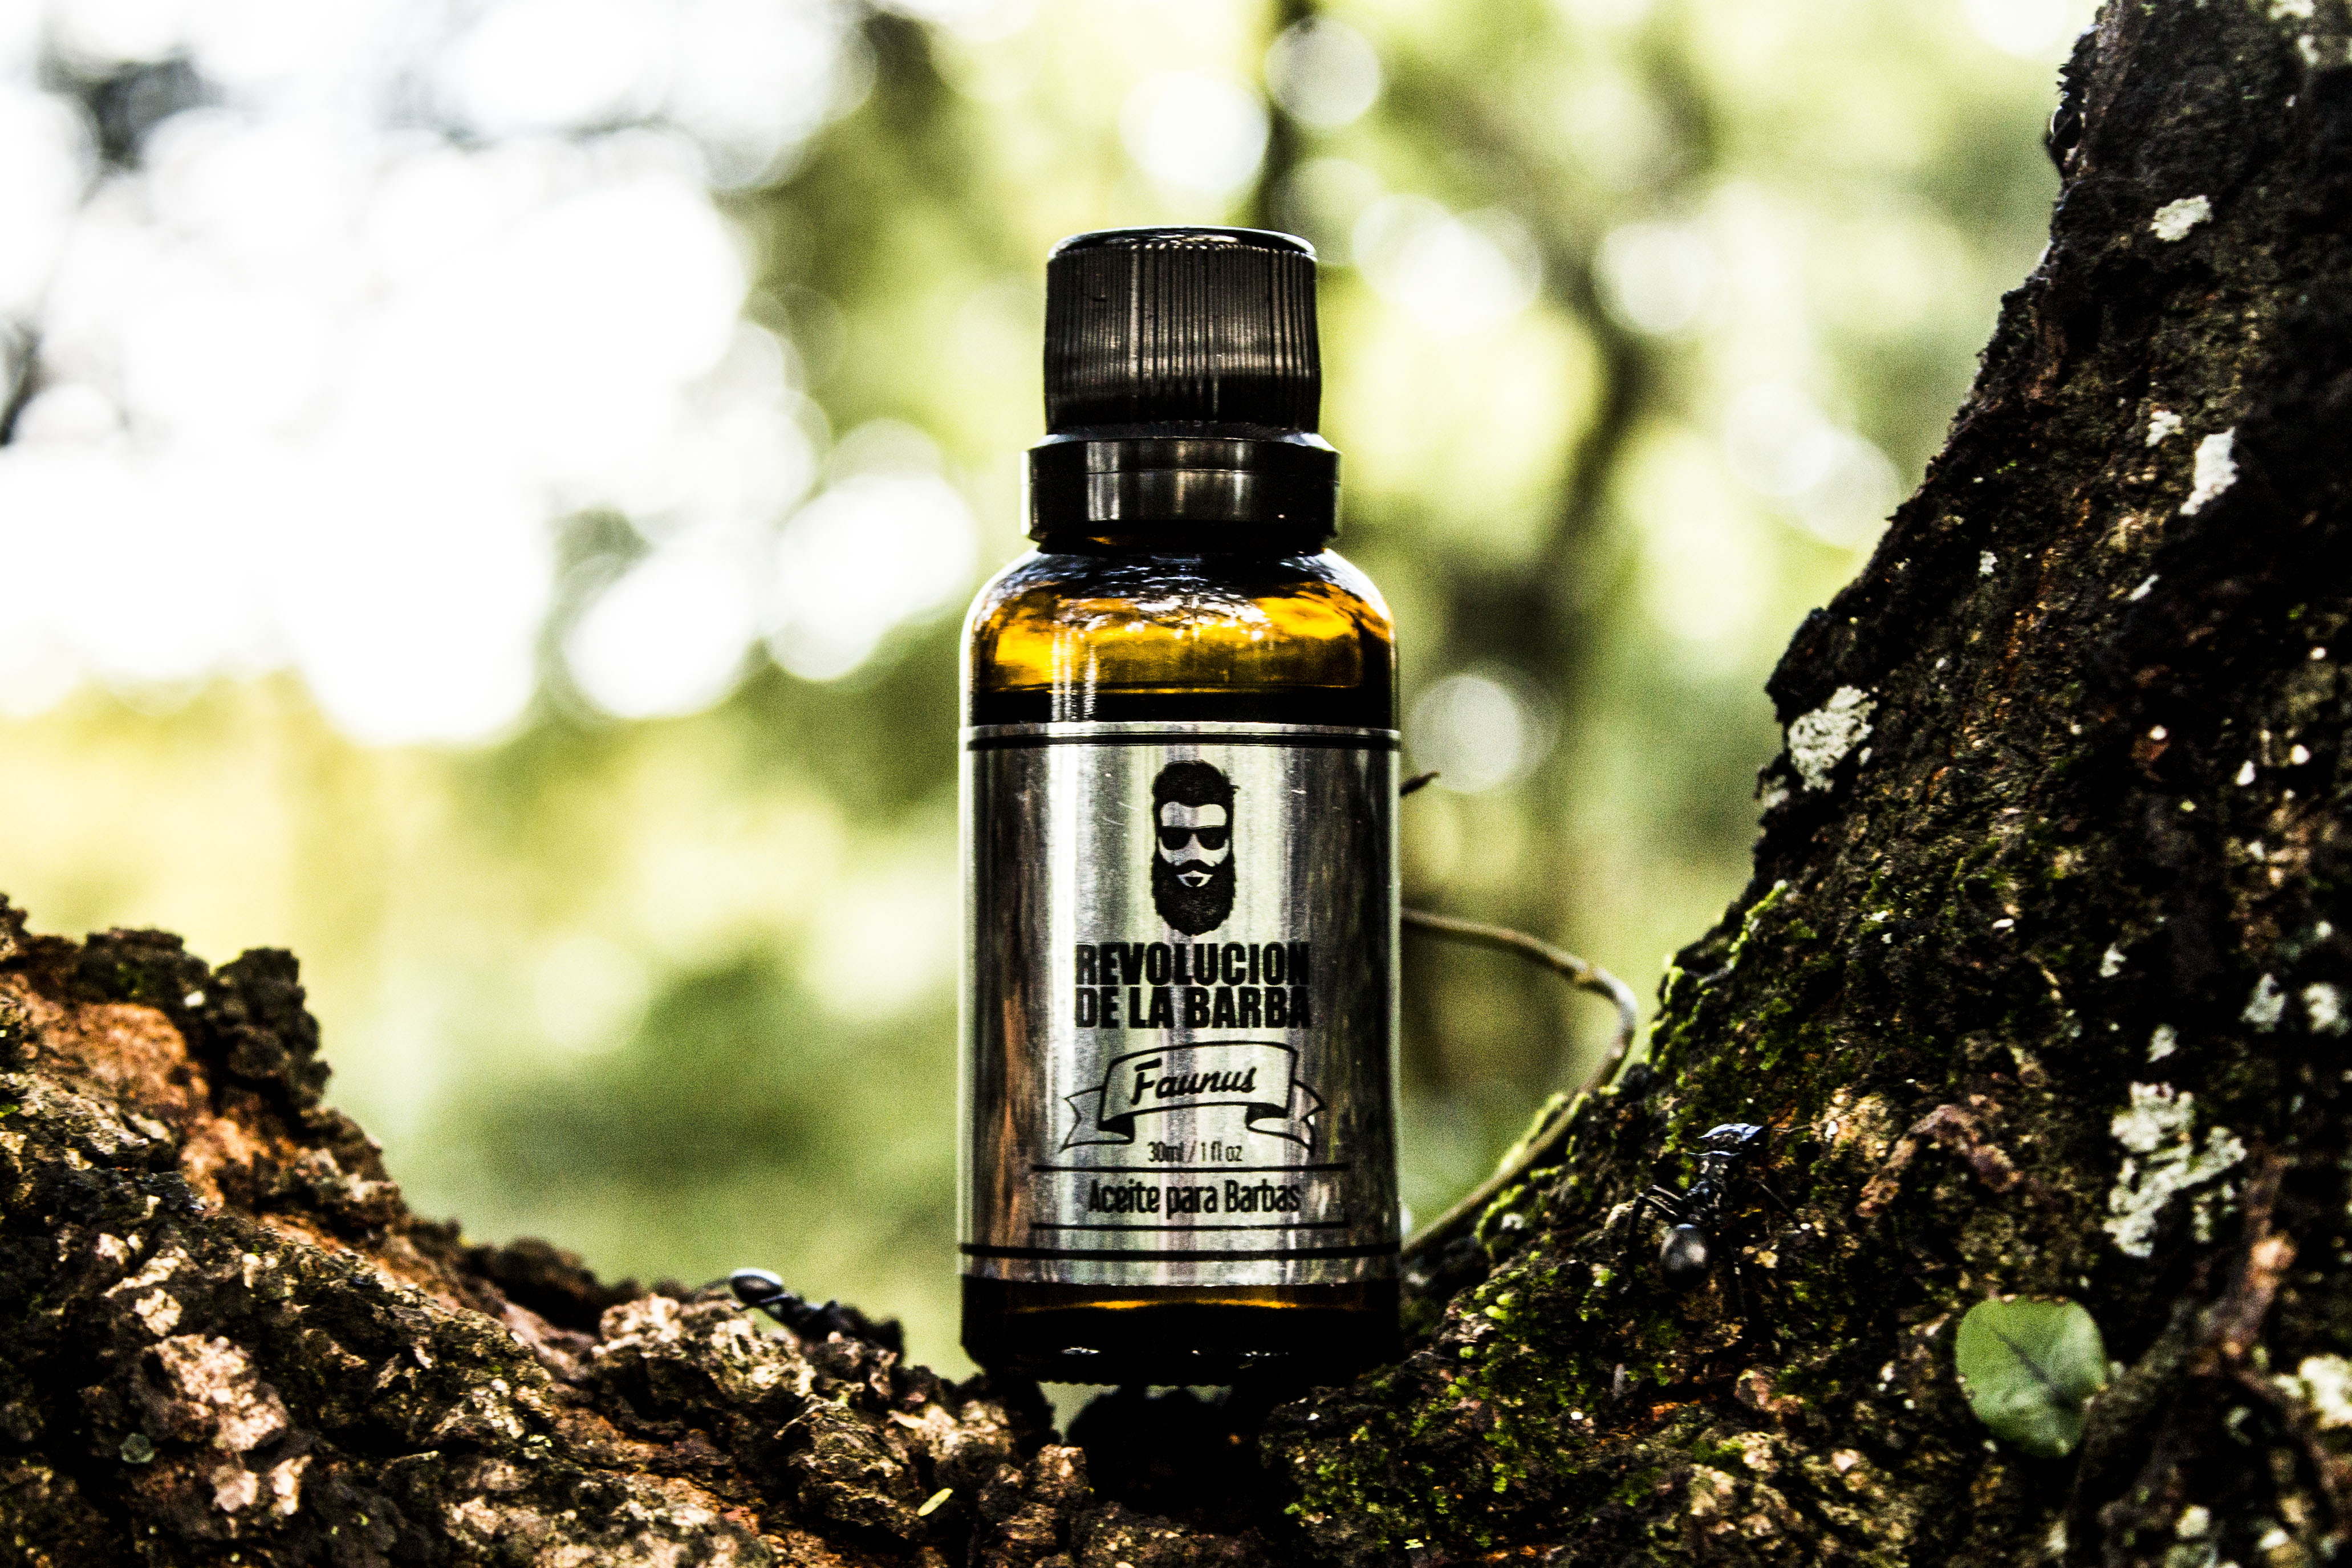 REVOLUCION
DE LA BARBA
Faunus
30ml / 1 fl oz
Aceite para Barbas